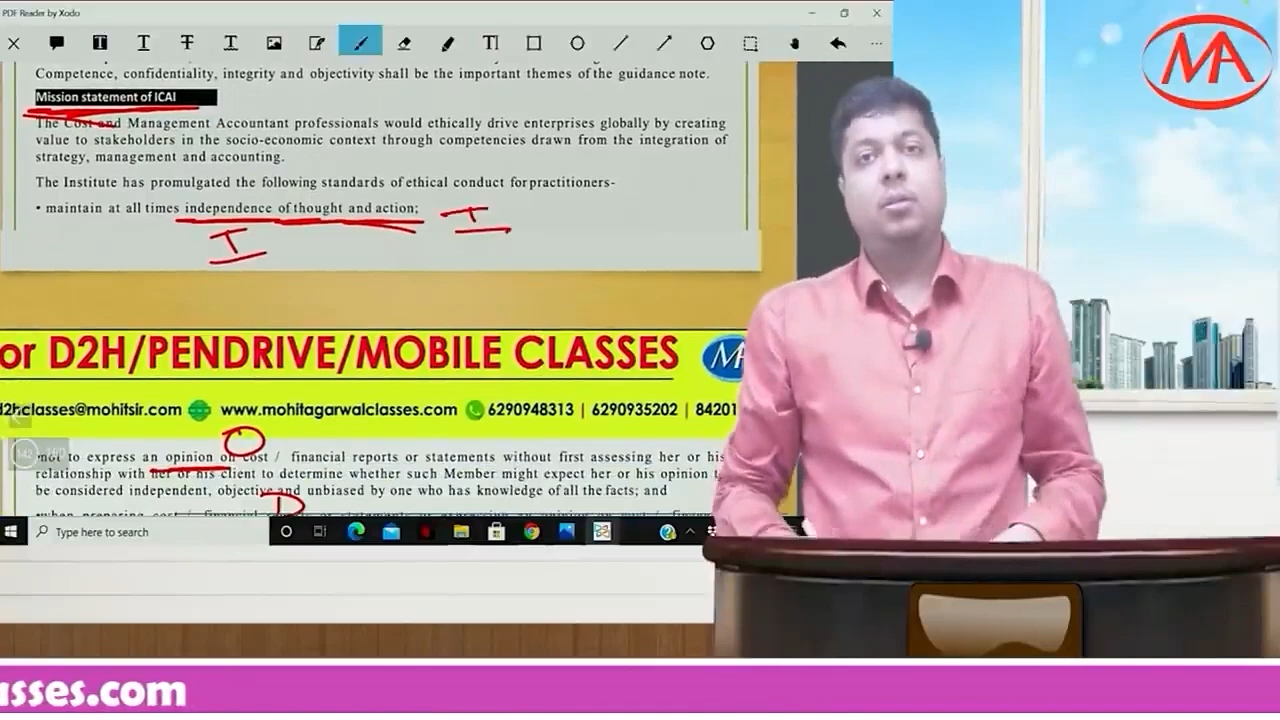 PDF Reader by Xodo
MA
Competence, confidentiality, integrity and objectivity shall be the important themes of the guidance note.
Mission statement of ICAI
The Cost and Management Accountant professionals would ethically drive enterprises globally by creating
value to stakeholders in the socio-economic context through competencies drawn from the integration of
strategy, management and accounting.
The Institute has promulgated the following standards of ethical conduct for practitioners-
• maintain at all times independence of thought and action;
I
I
or D2H/PENDRIVE/MOBILE CLASSES
d2hclasses@mohitsir.com www.mohitagarwalclasses.com 6290948313 | 6290935202 | 84201
O
not to express an opinion on cost / financial reports or statements without first assessing her or his
relationship with her or his client to determine whether such Member might expect her or his opinion
be considered independent, objective and unbiased by one who has knowledge of all the facts; and
D
•when preparing cost / financial
Type here to search
asses.com